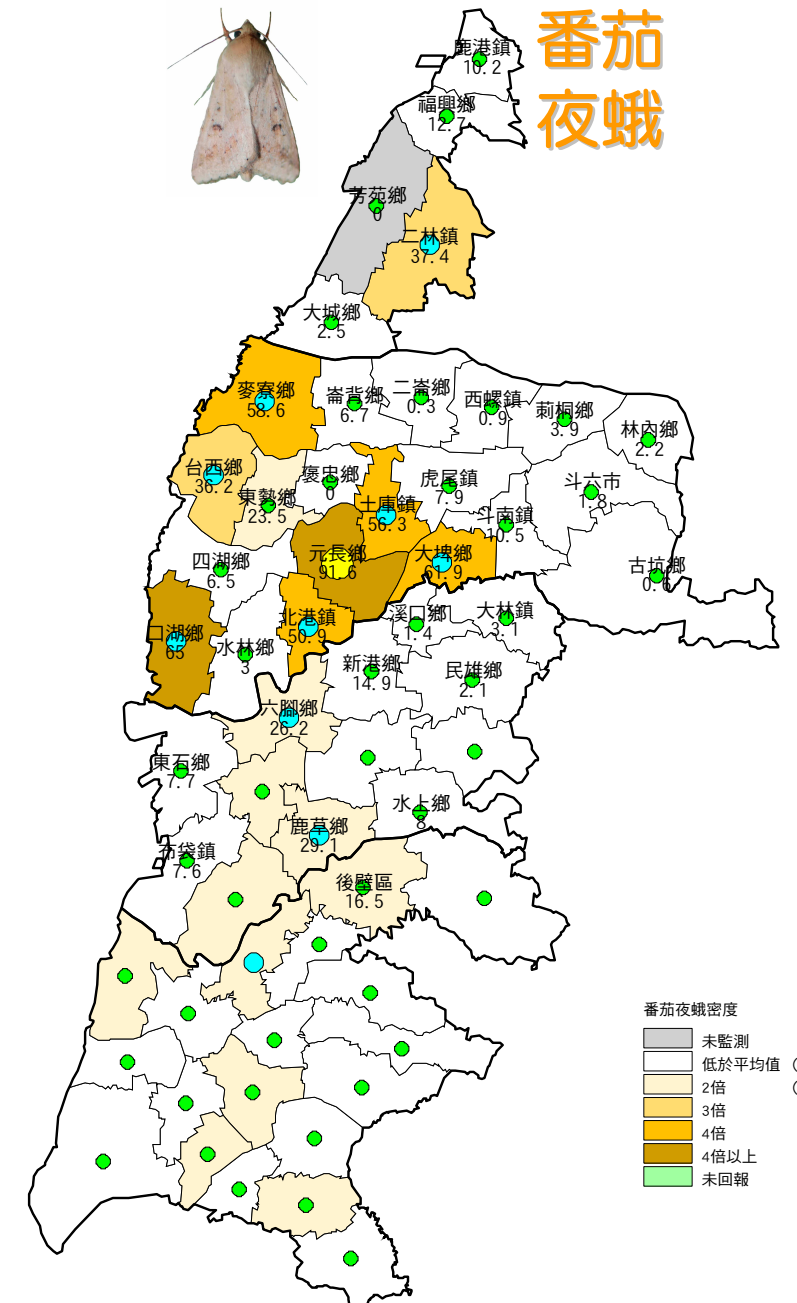 番茄
夜蛾
鹿港鎮
10.2
福興鄉
12.7
芳苑鄉
0
二林鎮
37.4
大城鄉
2.5
麥寮鄉
58.6
崙背鄉
6.7
二崙鄉
0.3
西螺鎮
0.9
莿桐鄉
3.9
林內鄉
2.2
台西鄉
36.2
東勢鄉
23.5
褒忠鄉
0
土庫鎮
56.3
虎尾鎮
7.9
斗南鎮
10.5
斗六市
1.8
四湖鄉
6.5
元長鄉
91.6
大埤鄉
61.9
古坑鄉
0.6
口湖鄉
65
水林鄉
3
北港鎮
50.9
溪口鄉
1.4
大林鎮
3.1
新港鄉
14.9
民雄鄉
2.1
六腳鄉
26.2
東石鄉
7.7
水上鄉
8
鹿草鄉
29.1
布袋鎮
7.6
後壁區
16.5
番茄夜蛾密度
未監測
低於平均值（
2倍（
3倍
4倍
4倍以上
未回報